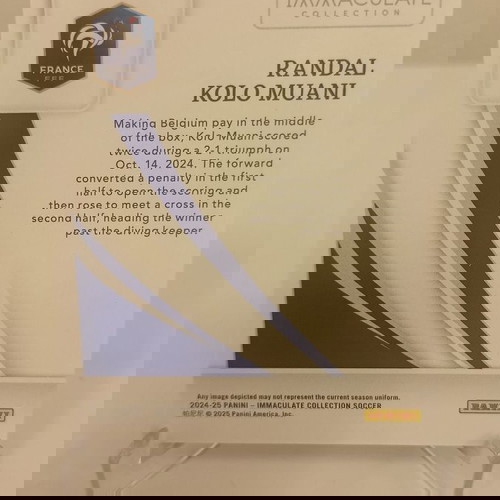 IMMACULATE
COLLECTION
FRANCE
FFF
RANDAL
KOLO MUANI
Making Belgium pay in the middle
of the box, Kolo Muani scored
twice during a 2-1 triumph on
Oct. 14, 2024. The forward
converted a penalty in the first
half to open the scoring and
then rose to meet a cross in the
second half, heading the winner
past the diving keeper.
Any image depicted may not represent the current season uniform.
2024-25 PANINI – IMMACULATE COLLECTION SOCCER
© 2025 Panini America, Inc.
PANINI